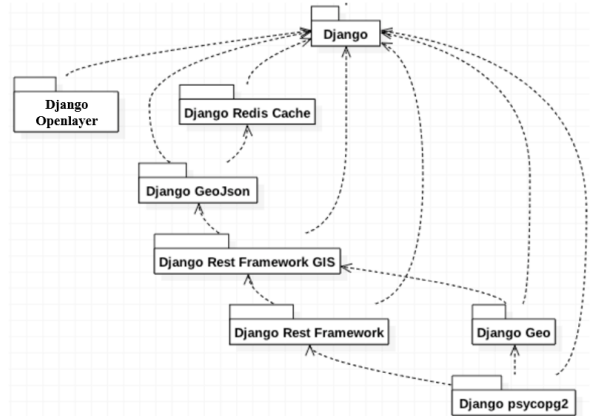 Django
Django
Openlayer
Django Redis Cache
Django GeoJson
Django Rest Framework GIS
Django Rest Framework
Django Geo
Django psycopg2